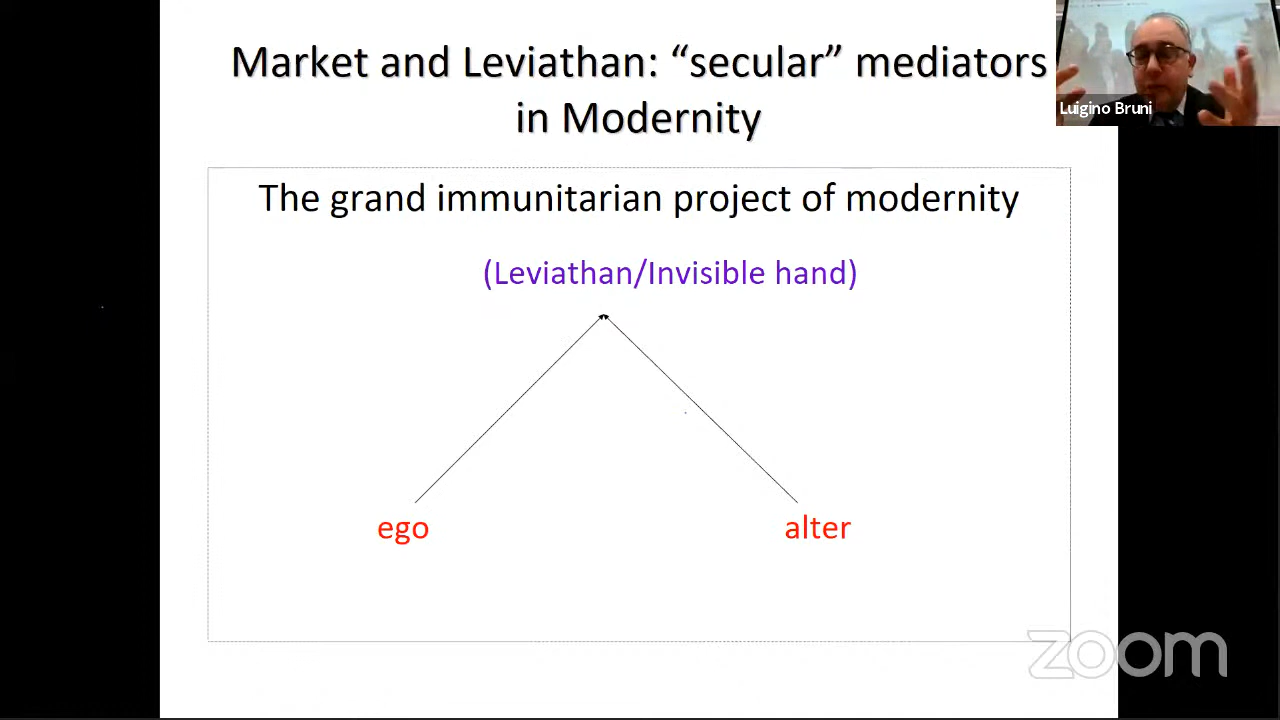 Market and Leviathan: “secular” mediators
in Modernity
Luigino Bruni
The grand immunitarian project of modernity
(Leviathan/Invisible hand)
ego
alter
zoom